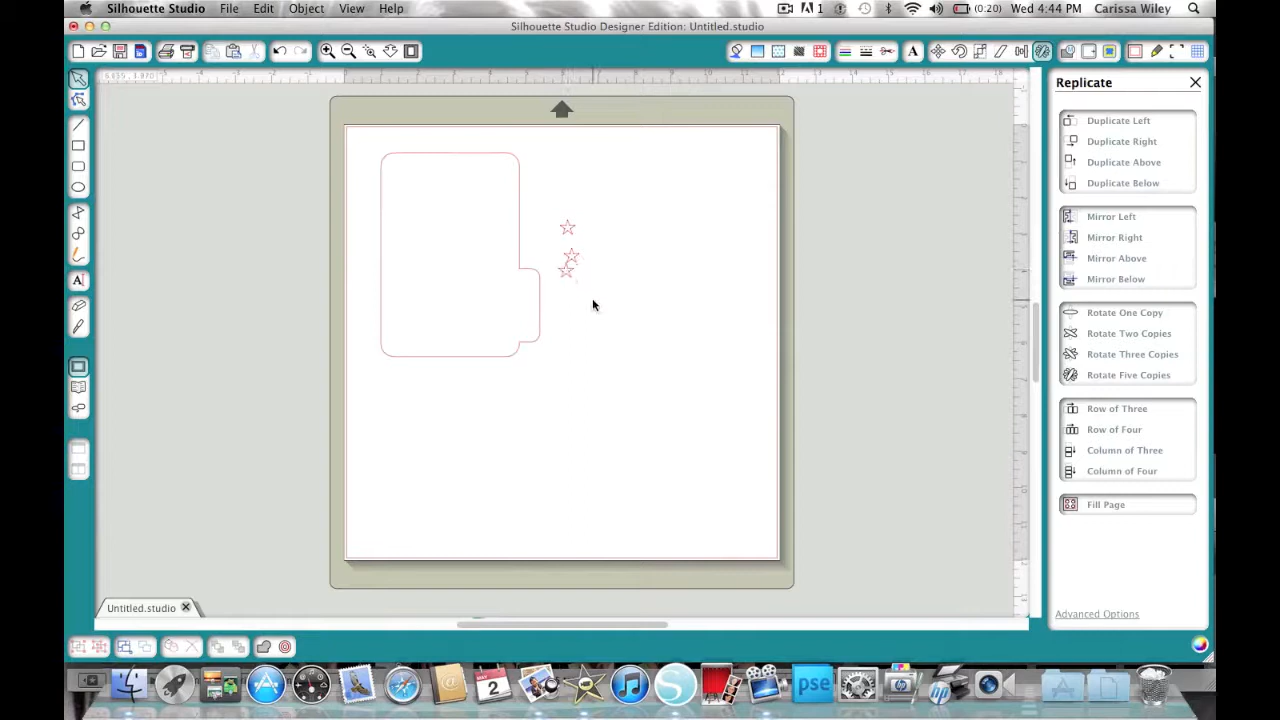 Silhouette Studio File Edit Object View Help 1 (0:20) Wed 4:44 PM Carissa Wiley
Silhouette Studio Designer Edition: Untitled.studio
Replicate
Duplicate Left
Duplicate Right
Duplicate Above
Duplicate Below
Mirror Left
Mirror Right
Mirror Above
Mirror Below
Rotate One Copy
Rotate Two Copies
Rotate Three Copies
Rotate Five Copies
Row of Three
Row of Four
Column of Three
Column of Four
Fill Page
Advanced Options
Untitled.studio
2
pse